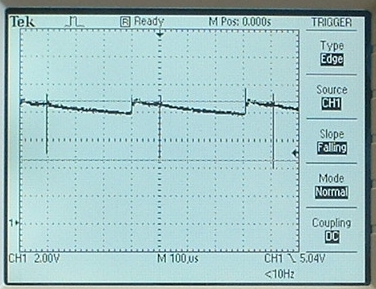 Tek R Ready M Pos: 0.000s TRIGGER
Type
Edge
Source
CH1
Slope
Falling
Mode
Normal
Coupling
DC
1
CH1 2.00V M 100µs CH1 5.04V
<10Hz